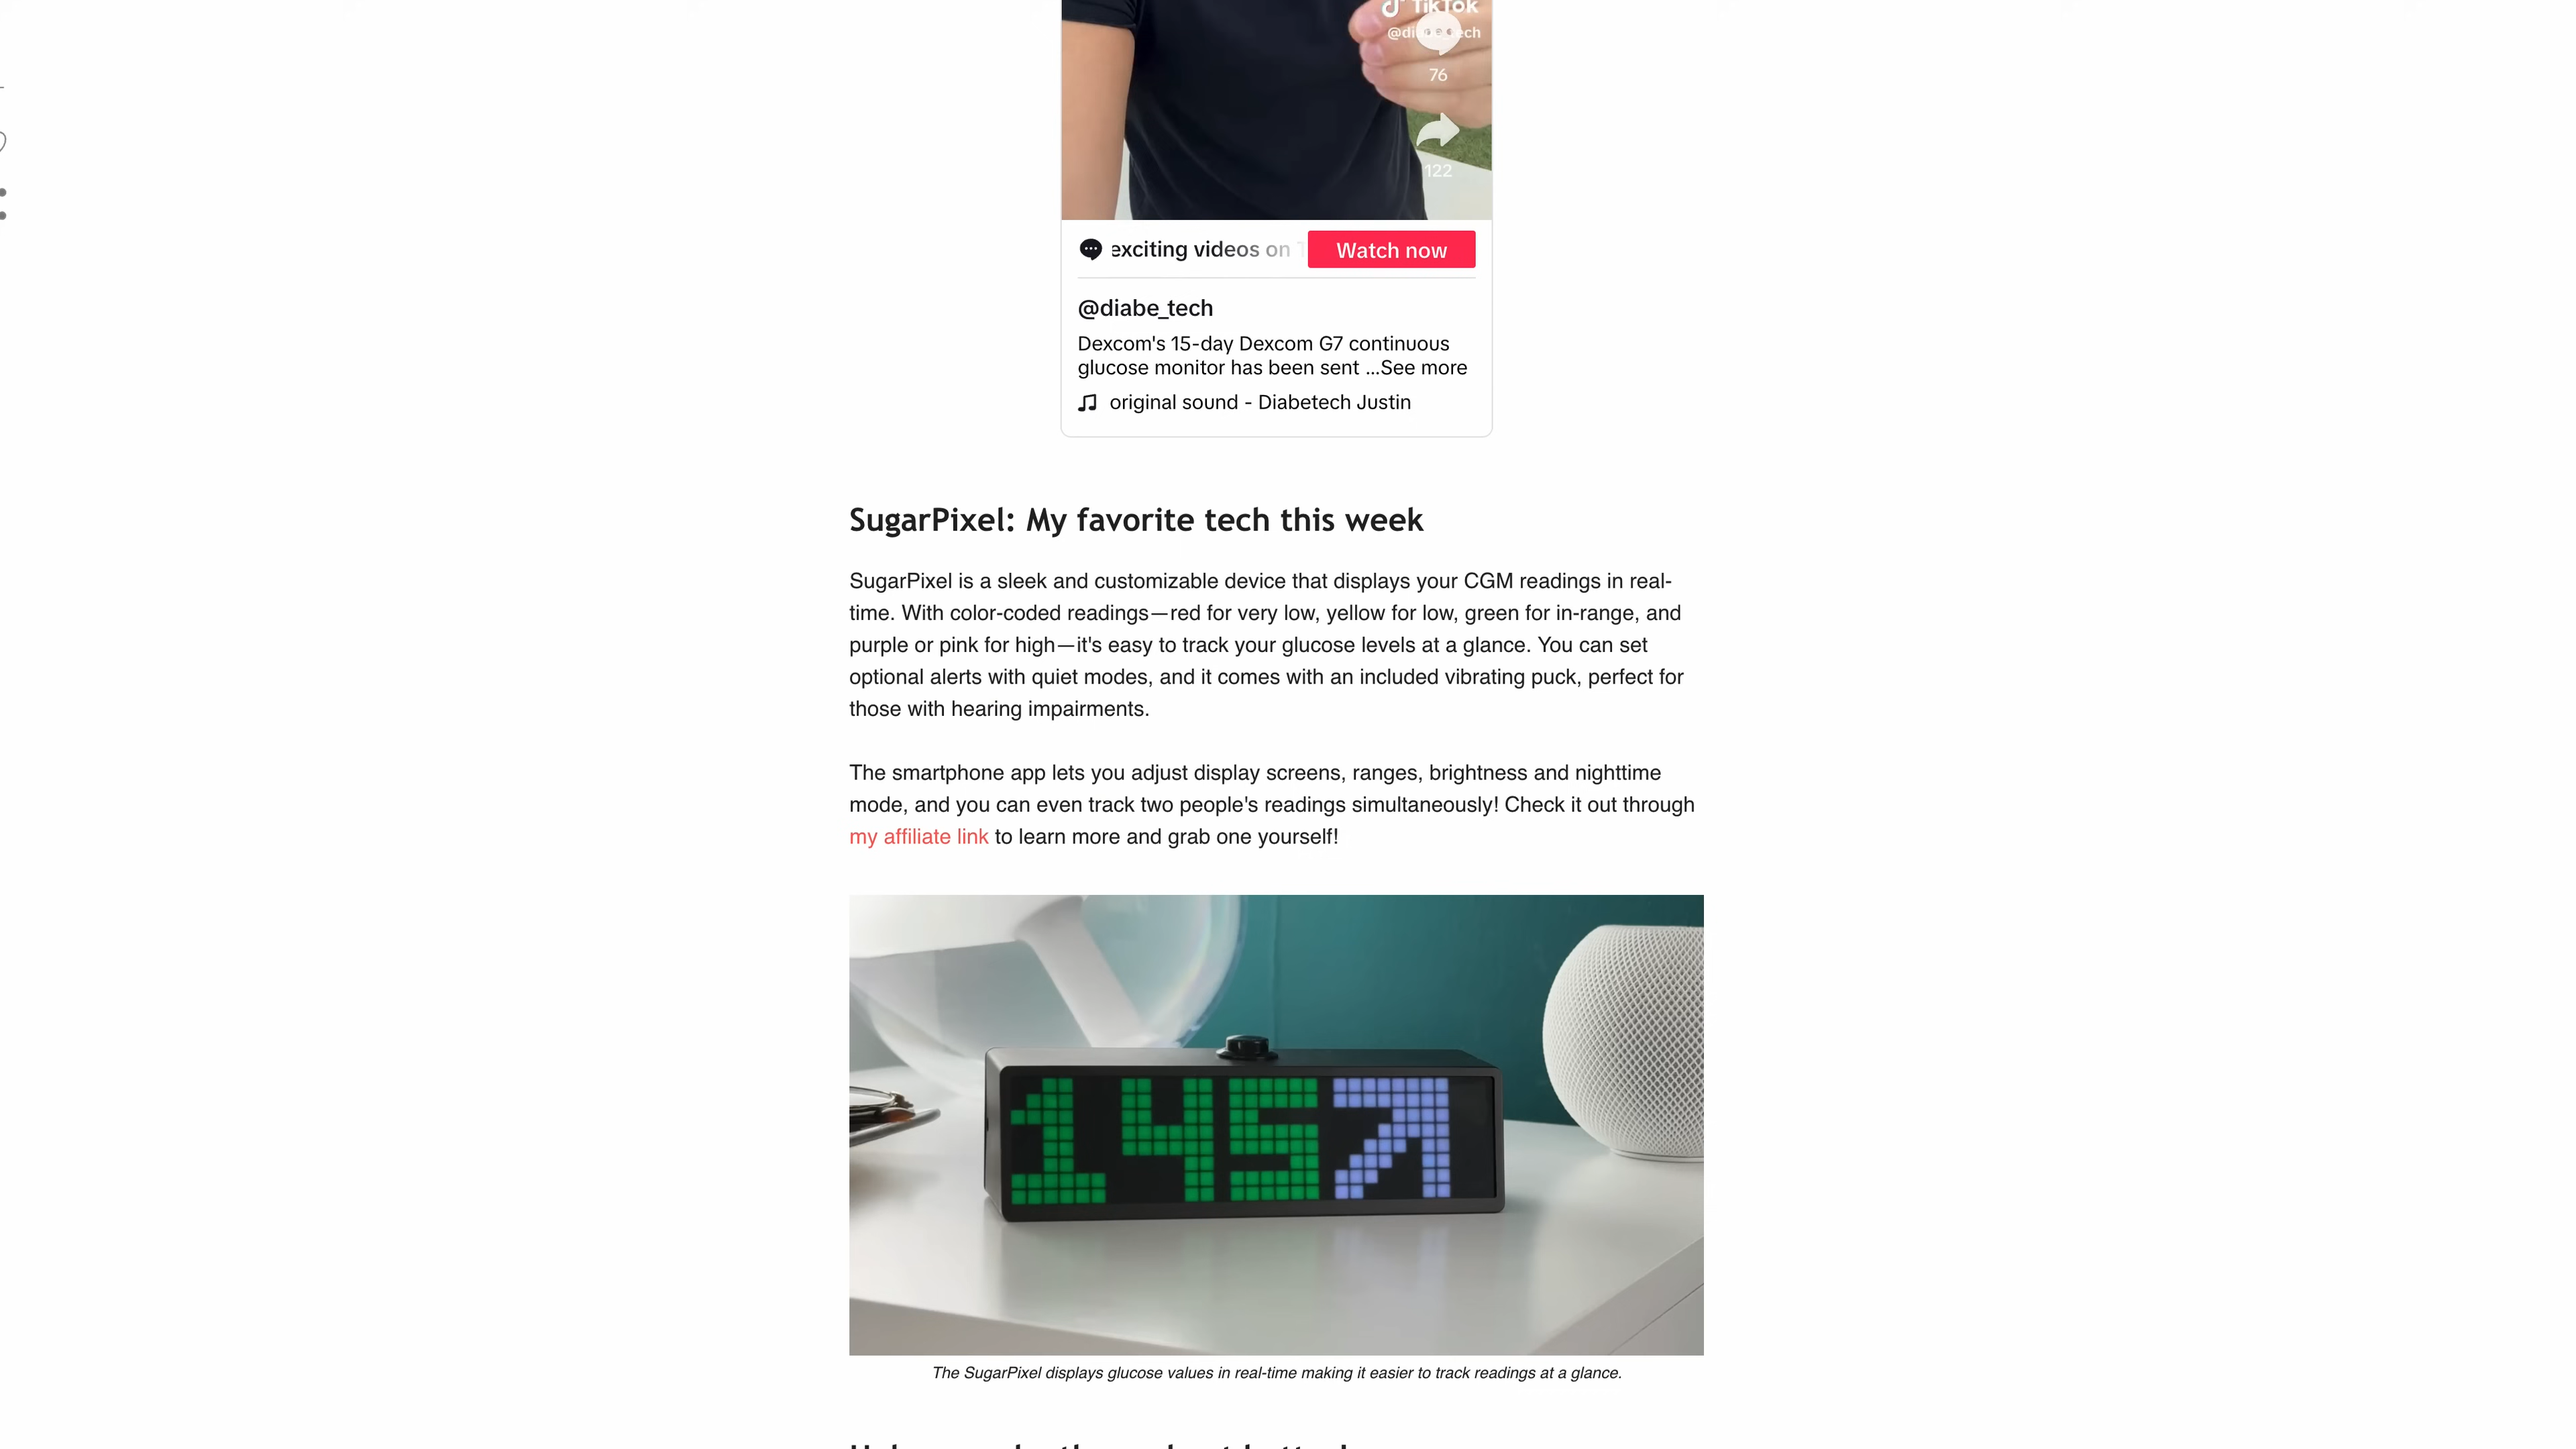 TikTok
76
122
exciting videos on
Watch now
@diabe_tech
Dexcom's 15-day Dexcom G7 continuous
glucose monitor has been sent ...See more
original sound - Diabetech Justin
SugarPixel: My favorite tech this week
SugarPixel is a sleek and customizable device that displays your CGM readings in real-
time. With color-coded readings—red for very low, yellow for low, green for in-range, and
purple or pink for high—it's easy to track your glucose levels at a glance. You can set
optional alerts with quiet modes, and it comes with an included vibrating puck, perfect for
those with hearing impairments.
The smartphone app lets you adjust display screens, ranges, brightness and nighttime
mode, and you can even track two people's readings simultaneously! Check it out through
my affiliate link to learn more and grab one yourself!
145
The SugarPixel displays glucose values in real-time making it easier to track readings at a glance.